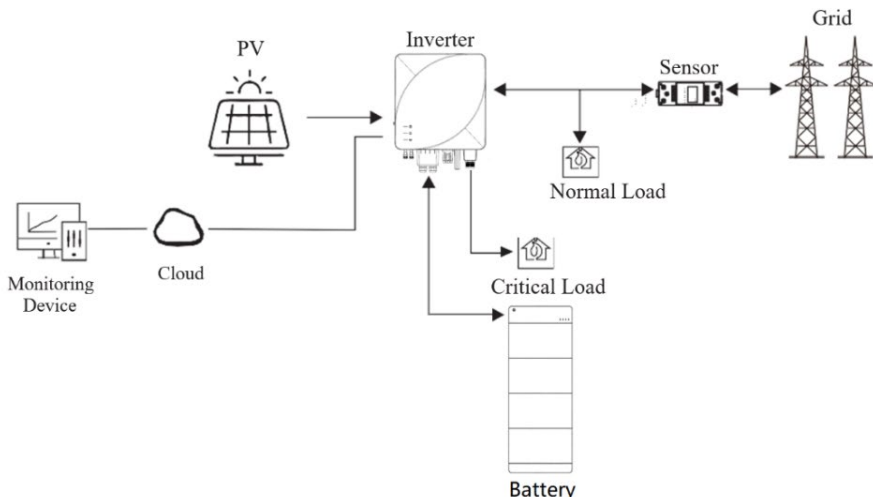 Grid
Inverter
PV
Sensor
Normal Load
Cloud
Monitoring
Device
Critical Load
Battery